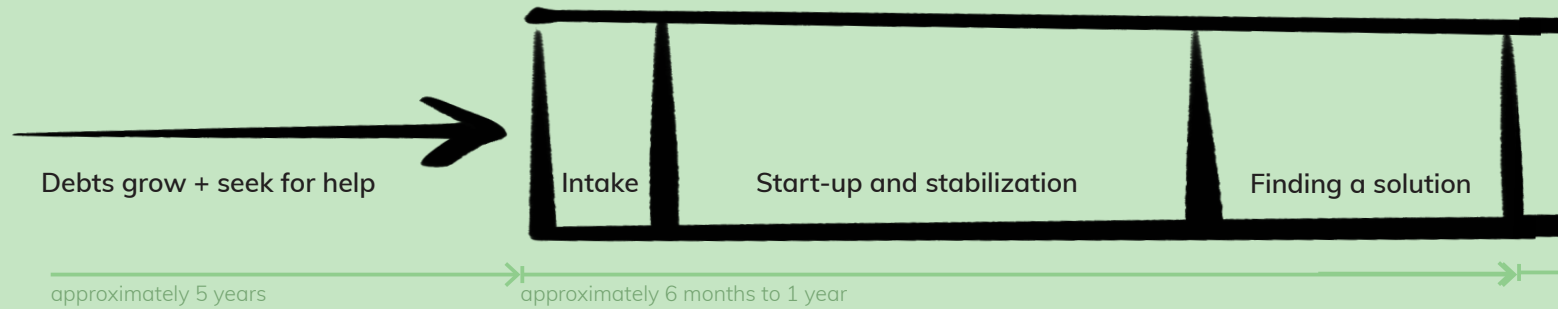 Debts grow + seek for help
Intake
Start-up and stabilization
Finding a solution
approximately 5 years
approximately 6 months to 1 year